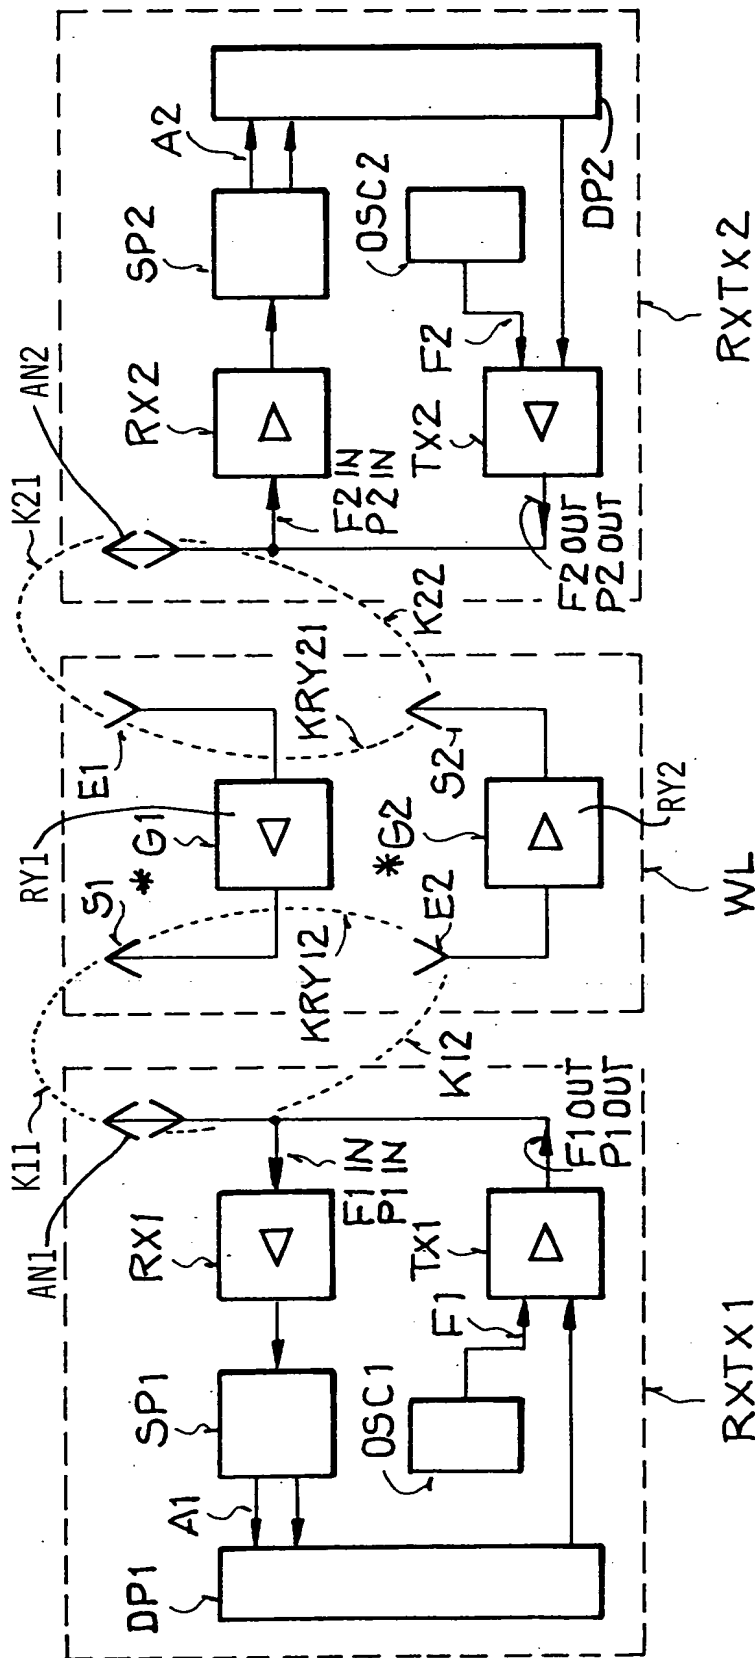 DP1
A1
SP1
RX1
AN1
K11
F1 IN
P1 IN
OSC1
F1
TX1
F1 OUT
P1 OUT
K12
RXTX1
S1
RY1
*G1
E1
KRY12
KRY21
E2
*G2
S2
RY2
WL
K21
AN2
K22
RX2
SP2
A2
F2 IN
P2 IN
F2 OUT
P2 OUT
TX2
F2
OSC2
DP2
RXTX2